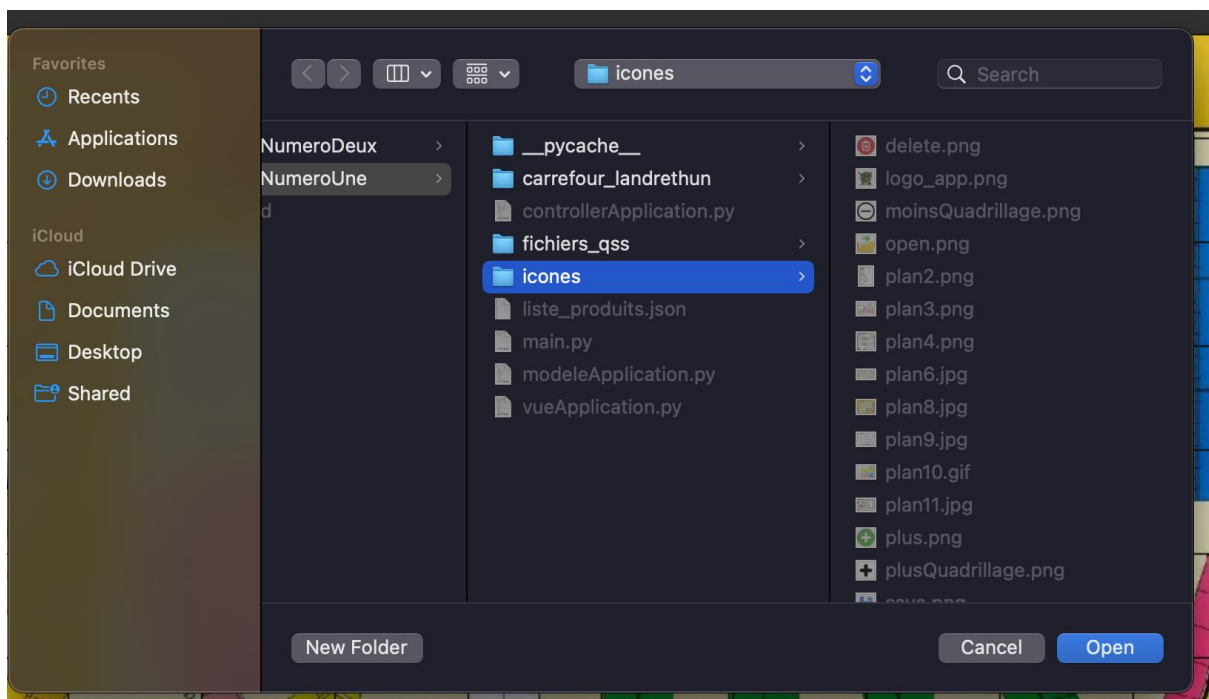 Favorites
Recents
Applications
Downloads
iCloud
iCloud Drive
Documents
Desktop
Shared
icones
Search
NumeroDeux
NumeroUne
d
__pycache__
carrefour_landrethun
controllerApplication.py
fichiers_qss
icones
liste_produits.json
main.py
modeleApplication.py
vueApplication.py
delete.png
logo_app.png
moinsQuadrillage.png
open.png
plan2.png
plan3.png
plan4.png
plan6.jpg
plan8.jpg
plan9.jpg
plan10.gif
plan11.jpg
plus.png
plusQuadrillage.png
save.png
New Folder
Cancel
Open